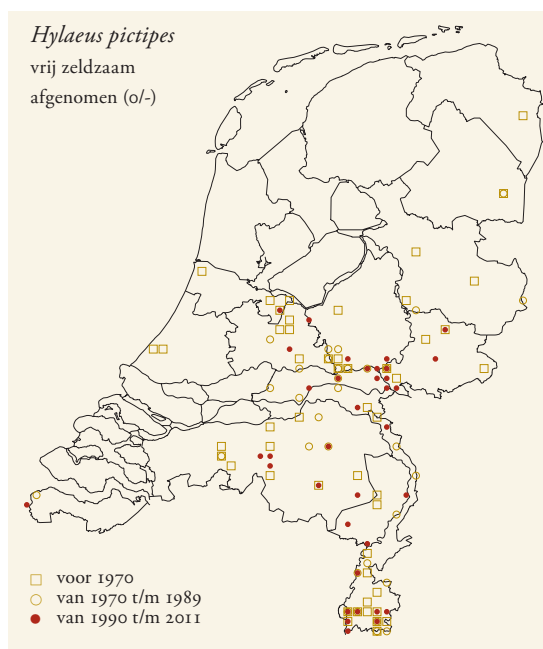 Hylaeus pictipes
vrij zeldzaam
afgenomen (0/-)
voor 1970
van 1970 t/m 1989
van 1990 t/m 2011